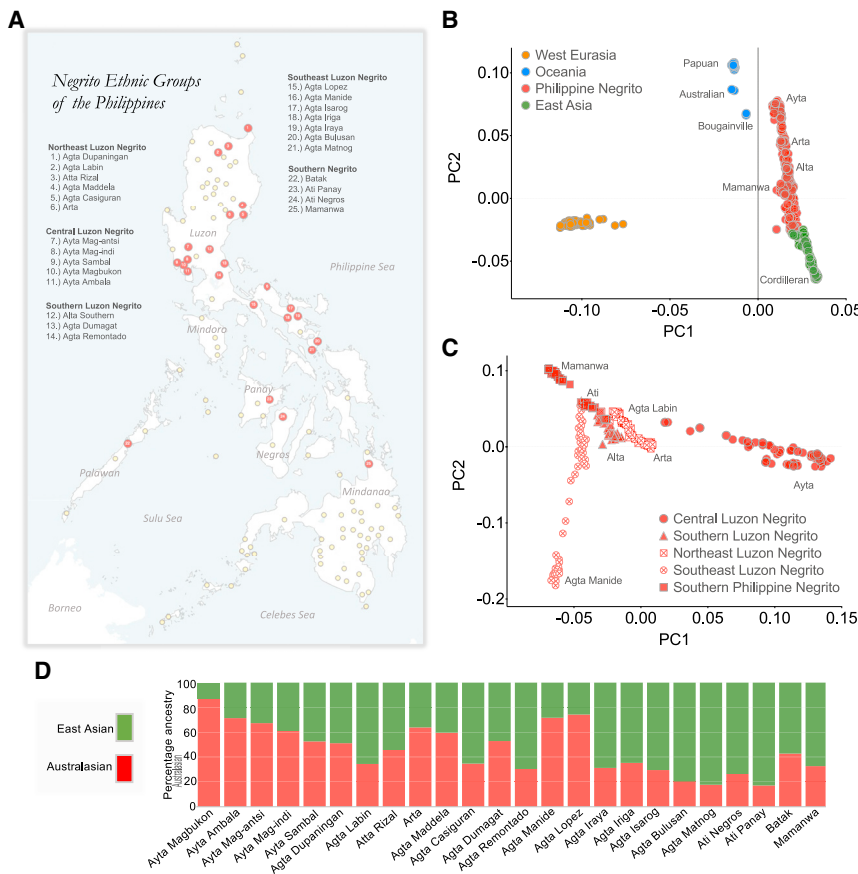 A
Negrito Ethnic Groups
of the Philippines
Northeast Luzon Negrito
1.) Agta Dupaningan
2.) Agta Labin
3.) Atta Rizal
4.) Agta Maddela
5.) Agta Casiguran
6.) Arta
Central Luzon Negrito
7.) Ayta Mag-antsi
8.) Ayta Mag-indi
9.) Ayta Sambal
10.) Ayta Magbukon
11.) Ayta Ambala
Southern Luzon Negrito
12.) Alta Southern
13.) Agta Dumagat
14.) Agta Remontado
Southeast Luzon Negrito
15.) Agta Lopez
16.) Agta Manide
17.) Agta Isarog
18.) Agta Iriga
19.) Agta Iraya
20.) Agta Bulusan
21.) Agta Matnog
Southern Negrito
22.) Batak
23.) Ati Panay
24.) Ati Negros
25.) Mamanwa
Luzon
Philippine Sea
Mindoro
Panay
Negros
Palawan
Mindanao
Sulu Sea
Borneo
Celebes Sea
B
West Eurasia
Oceania
Philippine Negrito
East Asia
Papuan
Australian
Bougainville
Ayta
Arta
Alta
Mamanwa
Cordilleran
PC2
0.10
0.05
0.00
-0.05
-0.10
-0.05
0.00
0.05
PC1
C
Mamanwa
Ati
Agta Labin
Alta
Arta
Ayta
Agta Manide
Central Luzon Negrito
Southern Luzon Negrito
Northeast Luzon Negrito
Southeast Luzon Negrito
Southern Philippine Negrito
PC2
0.1
0.0
-0.1
-0.2
-0.05
0.00
0.05
0.10
0.15
PC1
D
East Asian
Australasian
Percentage ancestry
Australasian
100
80
60
40
20
0
Ayta Magbukon
Ayta Ambala
Ayta Mag-antsi
Ayta Mag-indi
Ayta Sambal
Agta Dupaningan
Agta Labin
Atta Rizal
Arta
Agta Maddela
Agta Casiguran
Agta Dumagat
Agta Remontado
Agta Manide
Agta Lopez
Agta Iraya
Agta Iriga
Agta Isarog
Agta Bulusan
Agta Matnog
Ati Negros
Ati Panay
Batak
Mamanwa